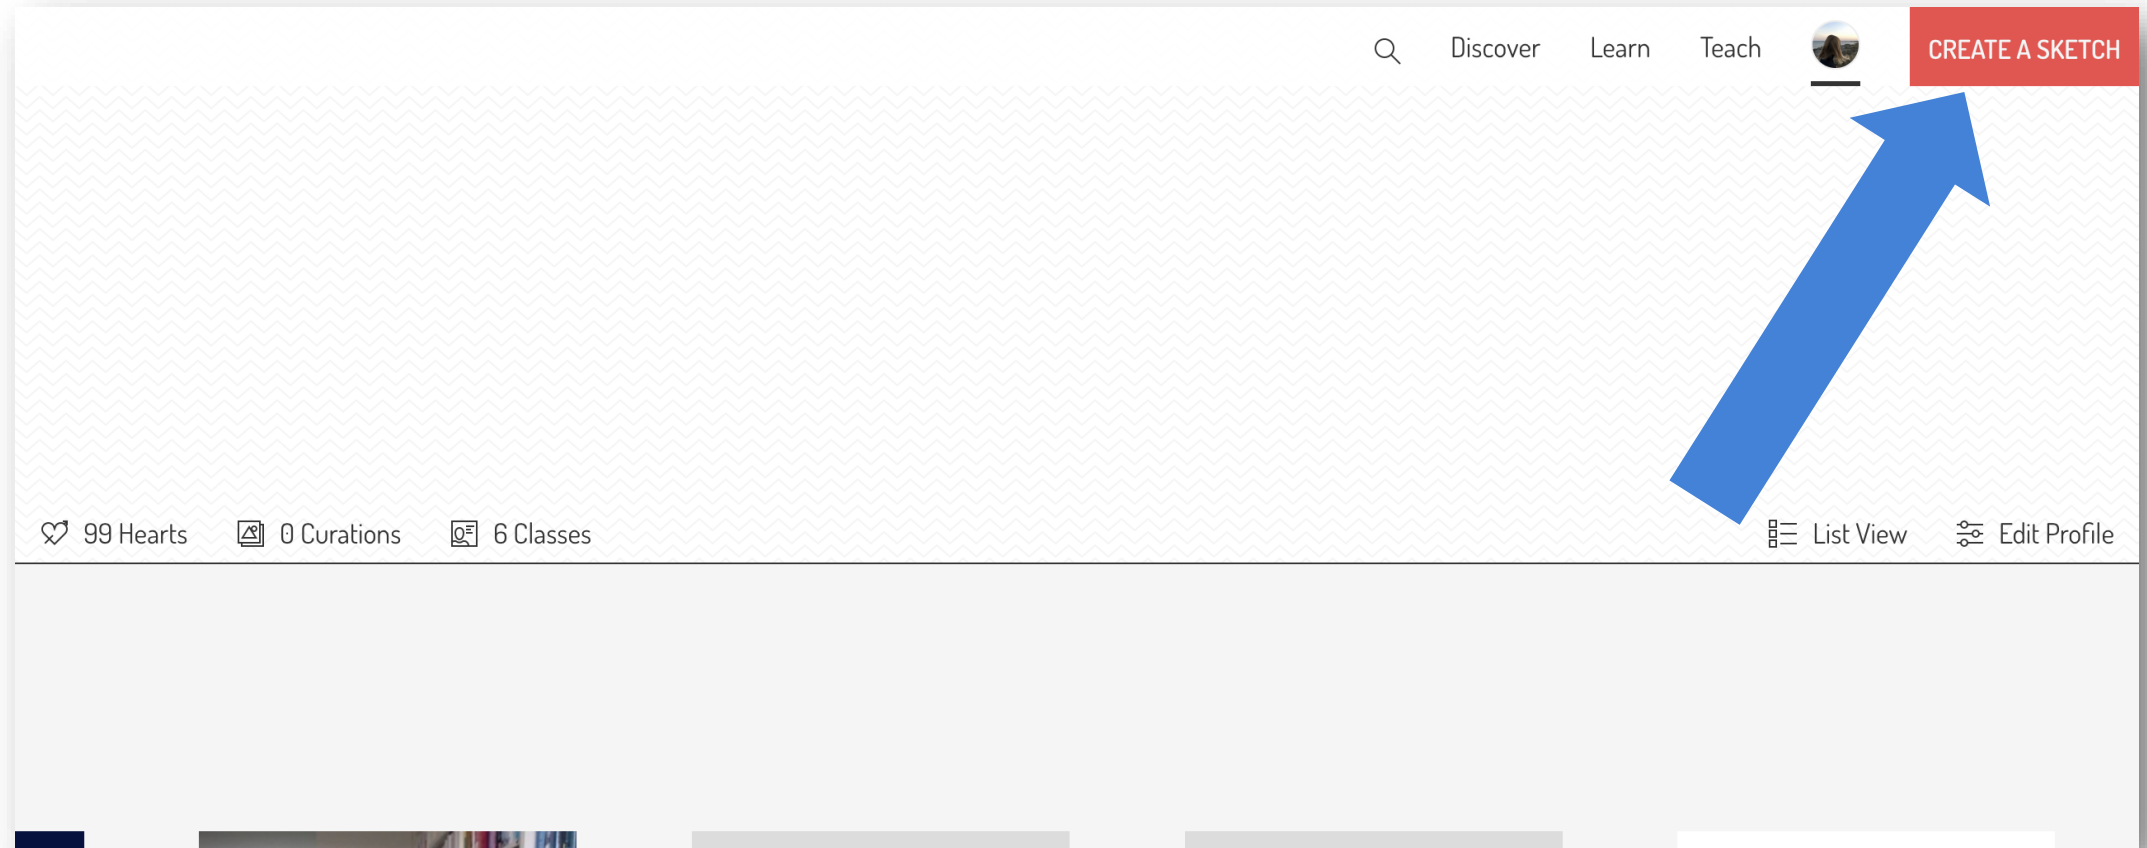 Discover Learn Teach CREATE A SKETCH
99 Hearts 0 Curations 6 Classes List View Edit Profile